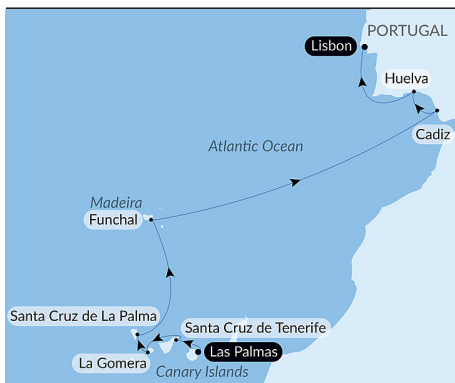 PORTUGAL
Lisbon
Huelva
Cadiz
Atlantic Ocean
Madeira
Funchal
Santa Cruz de La Palma
Santa Cruz de Tenerife
Las Palmas
La Gomera
Canary Islands